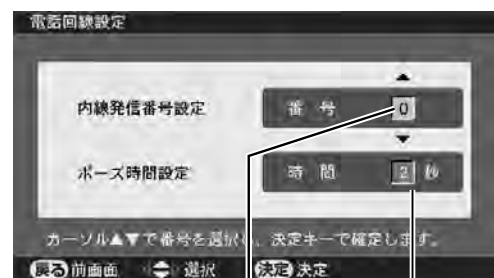 電話回線設定
内線発信番号設定 番号 0
ポーズ時間設定 時間 2 秒
カーソル▲▼で番号を選び、決定キーで確定します。
戻る 前画面 選択 決定 決定